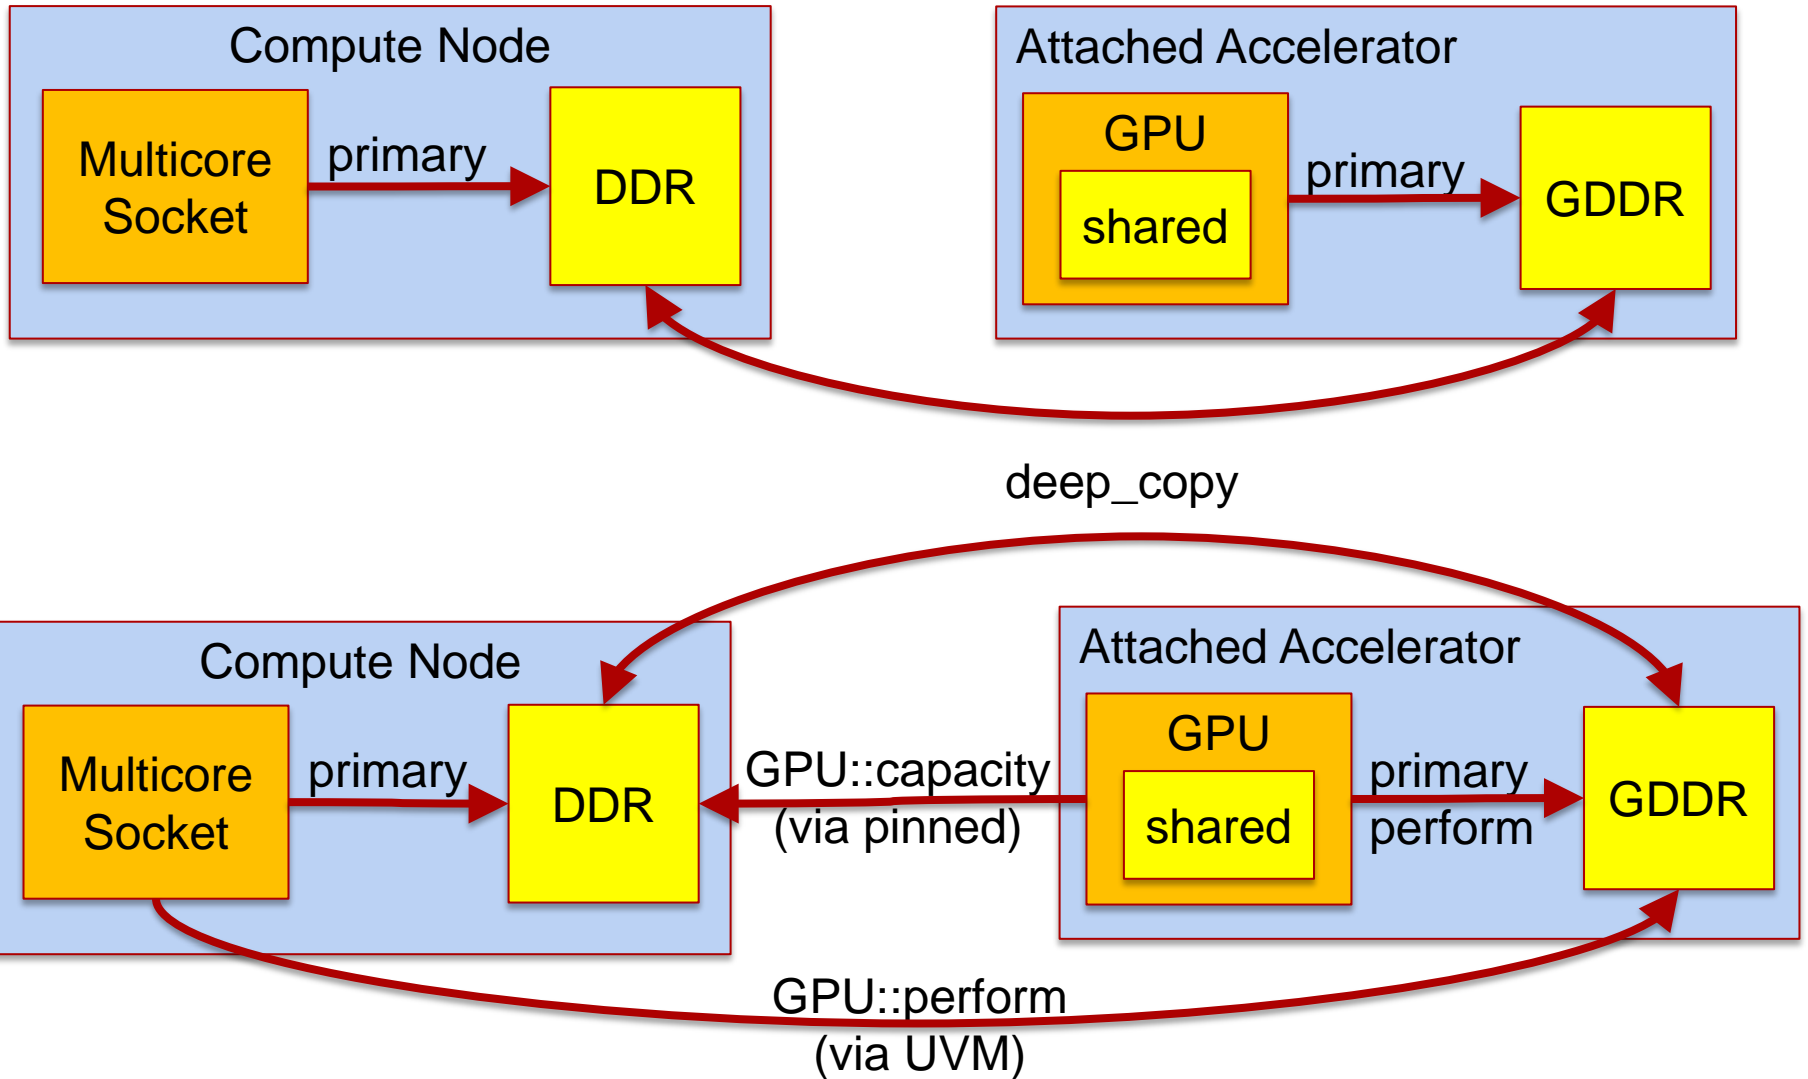 Compute Node
Multicore
Socket
primary
DDR
Attached Accelerator
GPU
shared
primary
GDDR
deep_copy
Compute Node
Multicore
Socket
primary
DDR
GPU::capacity
(via pinned)
Attached Accelerator
GPU
shared
primary
perform
GDDR
GPU::perform
(via UVM)